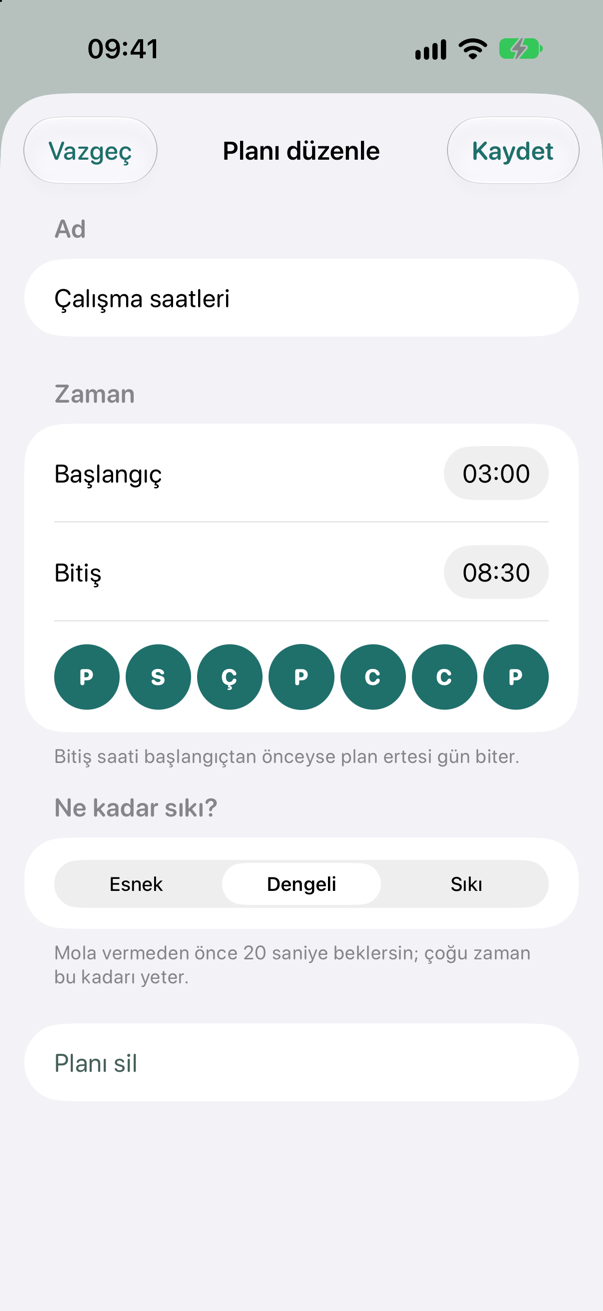 09:41
Vazgeç
Planı düzenle
Kaydet
Ad
Çalışma saatleri
Zaman
Başlangıç
03:00
Bitiş
08:30
P S Ç P C C P
Bitiş saati başlangıçtan önceyse plan ertesi gün biter.
Ne kadar sıkı?
Esnek
Dengeli
Sıkı
Mola vermeden önce 20 saniye beklersin; çoğu zaman
bu kadarı yeter.
Planı sil